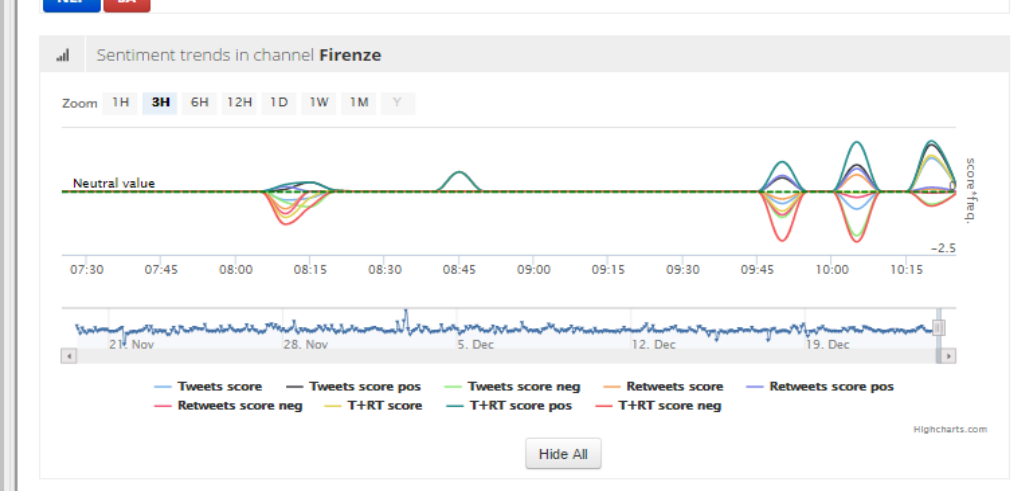 NLP SA
Sentiment trends in channel Firenze
Zoom 1H 3H 6H 12H 1D 1W 1M Y
Neutral value
0
score*freq.
-2.5
07:30 07:45 08:00 08:15 08:30 08:45 09:00 09:15 09:30 09:45 10:00 10:15
21. Nov 28. Nov 5. Dec 12. Dec 19. Dec
Tweets score Tweets score pos Tweets score neg Retweets score Retweets score pos
Retweets score neg T+RT score T+RT score pos T+RT score neg
Highcharts.com
Hide All